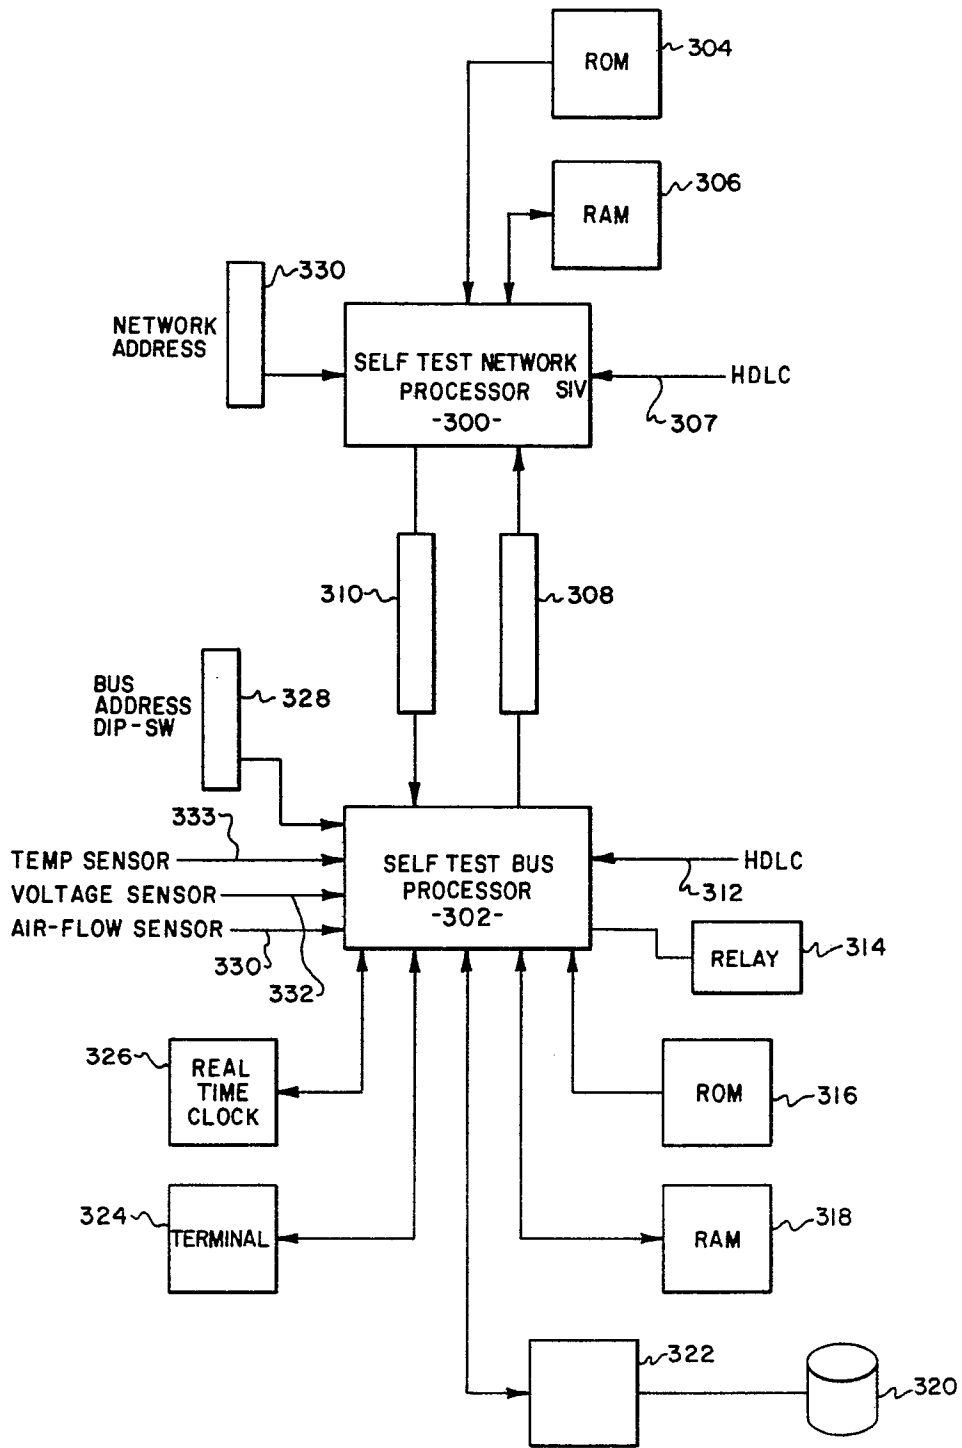 ROM
304
RAM
306
330
NETWORK
ADDRESS
SELF TEST NETWORK
PROCESSOR SIV
-300-
HDLC
307
310
308
BUS
ADDRESS
DIP-SW
328
333
TEMP SENSOR
VOLTAGE SENSOR
AIR-FLOW SENSOR
330
332
SELF TEST BUS
PROCESSOR
-302-
HDLC
312
RELAY
314
326
REAL
TIME
CLOCK
ROM
316
324
TERMINAL
RAM
318
322
320